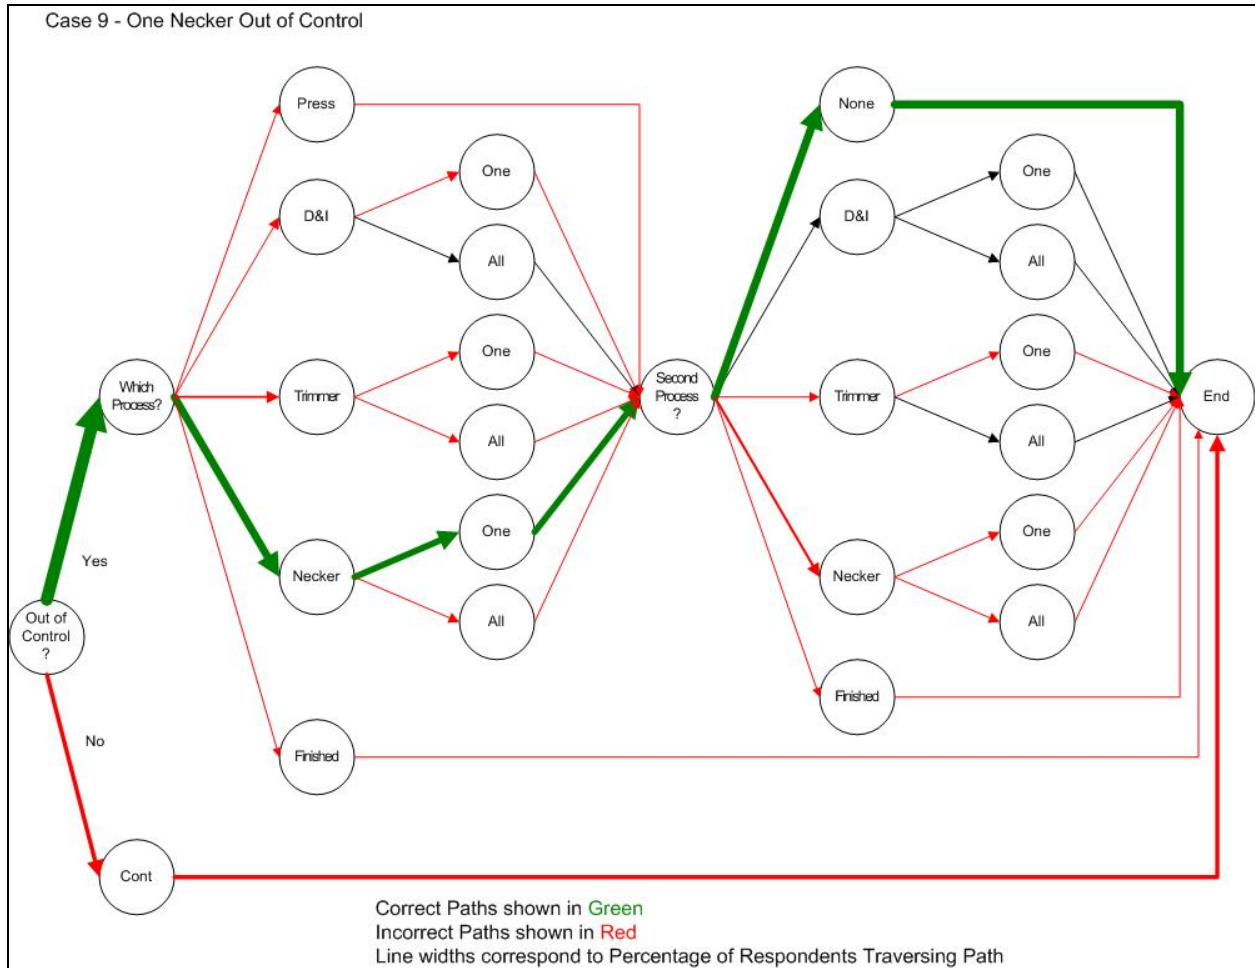 Case 9 - One Necker Out of Control
Press
None
One
One
D&I
D&I
All
All
One
One
Which
Process?
Trimmer
Second
Process
?
Trimmer
End
All
All
One
One
Yes
Necker
Necker
Out of
Control
?
All
All
Finished
No
Finished
Cont
Correct Paths shown in Green
Incorrect Paths shown in Red
Line widths correspond to Percentage of Respondents Traversing Path